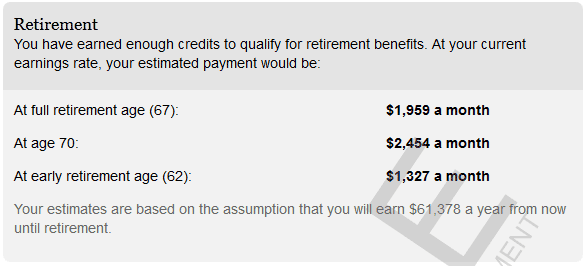 Retirement
You have earned enough credits to qualify for retirement benefits. At your current
earnings rate, your estimated payment would be:
At full retirement age (67): $1,959 a month
At age 70: $2,454 a month
At early retirement age (62): $1,327 a month
Your estimates are based on the assumption that you will earn $61,378 a year from now
until retirement.